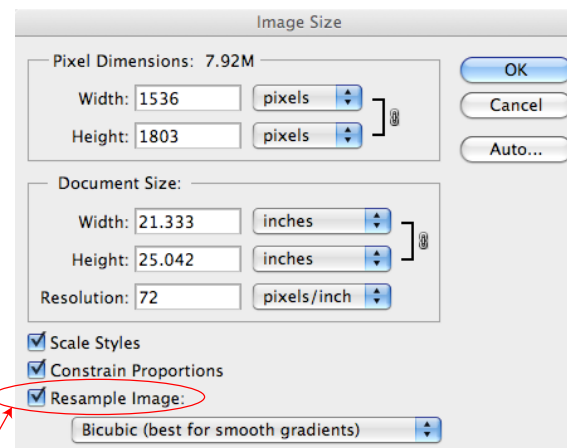 Image Size
Pixel Dimensions: 7.92M
OK
Width: 1536 pixels
Cancel
Height: 1803 pixels
Auto...
Document Size:
Width: 21.333 inches
Height: 25.042 inches
Resolution: 72 pixels/inch
Scale Styles
Constrain Proportions
Resample Image:
Bicubic (best for smooth gradients)